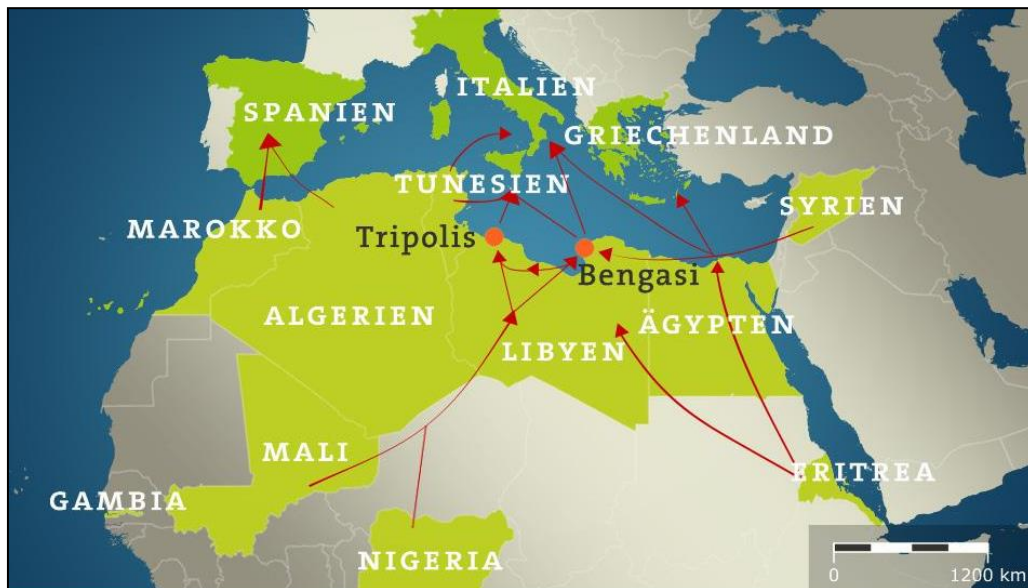 ITALIEN
SPANIEN
GRIECHENLAND
TUNESIEN
SYRIEN
MAROKKO
Tripolis
Bengasi
ALGERIEN
ÄGYPTEN
LIBYEN
MALI
ERITREA
GAMBIA
NIGERIA
0 1200 km